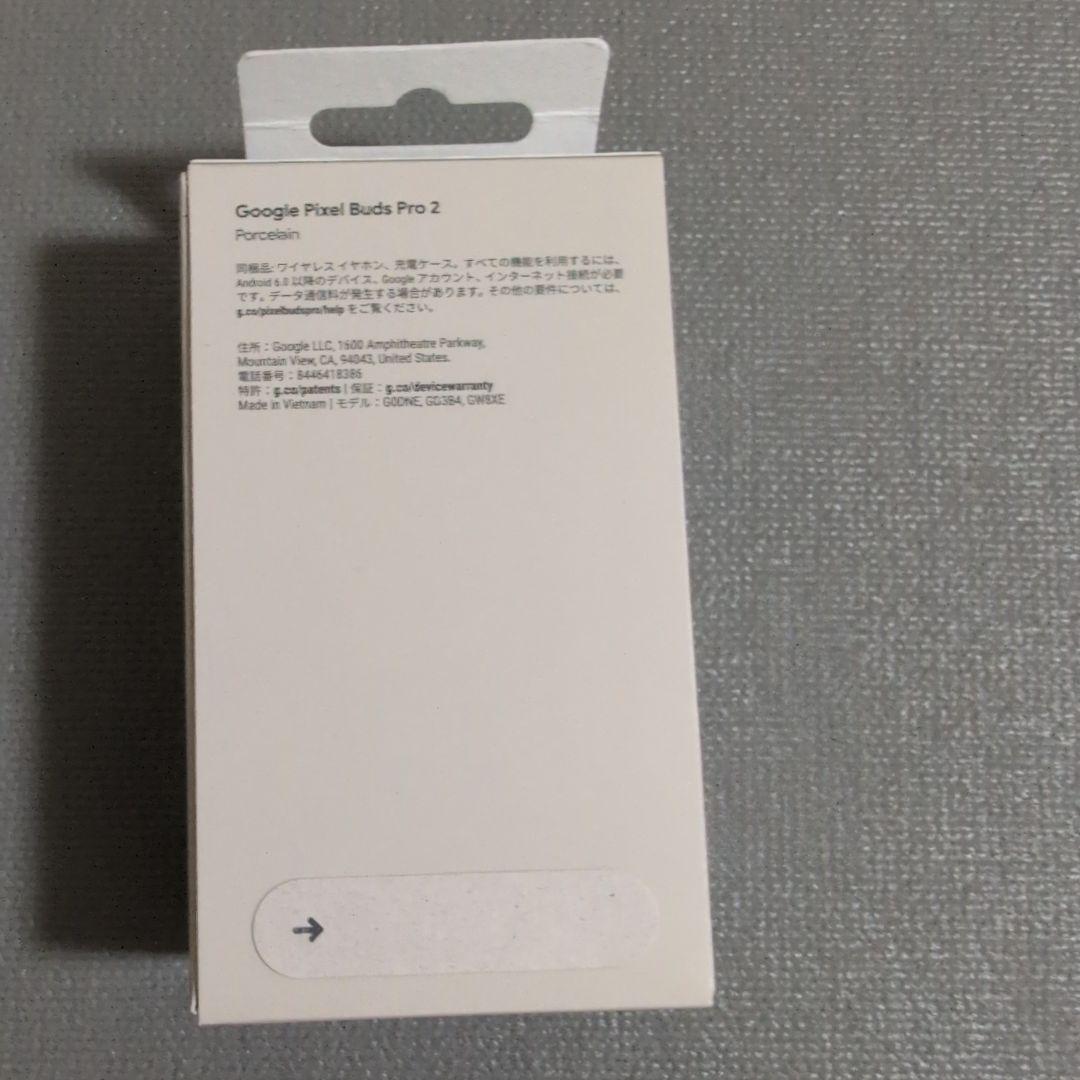 Google Pixel Buds Pro 2
Porcelain
同梱品: ワイヤレス イヤホン、充電ケース。すべての機能を利用するには、
Android 6.0 以降のデバイス、Google アカウント、インターネット接続が必要
です。データ通信料が発生する場合があります。その他の要件については、
g.co/pixelbudspro/help をご覧ください。
住所：Google LLC, 1600 Amphitheatre Parkway,
Mountain View, CA, 94043, United States.
電話番号：8446418386
特許：g.co/patents | 保証：g.co/devicewarranty
Made in Vietnam | モデル：G0DNE, GD3B4, GW8XE